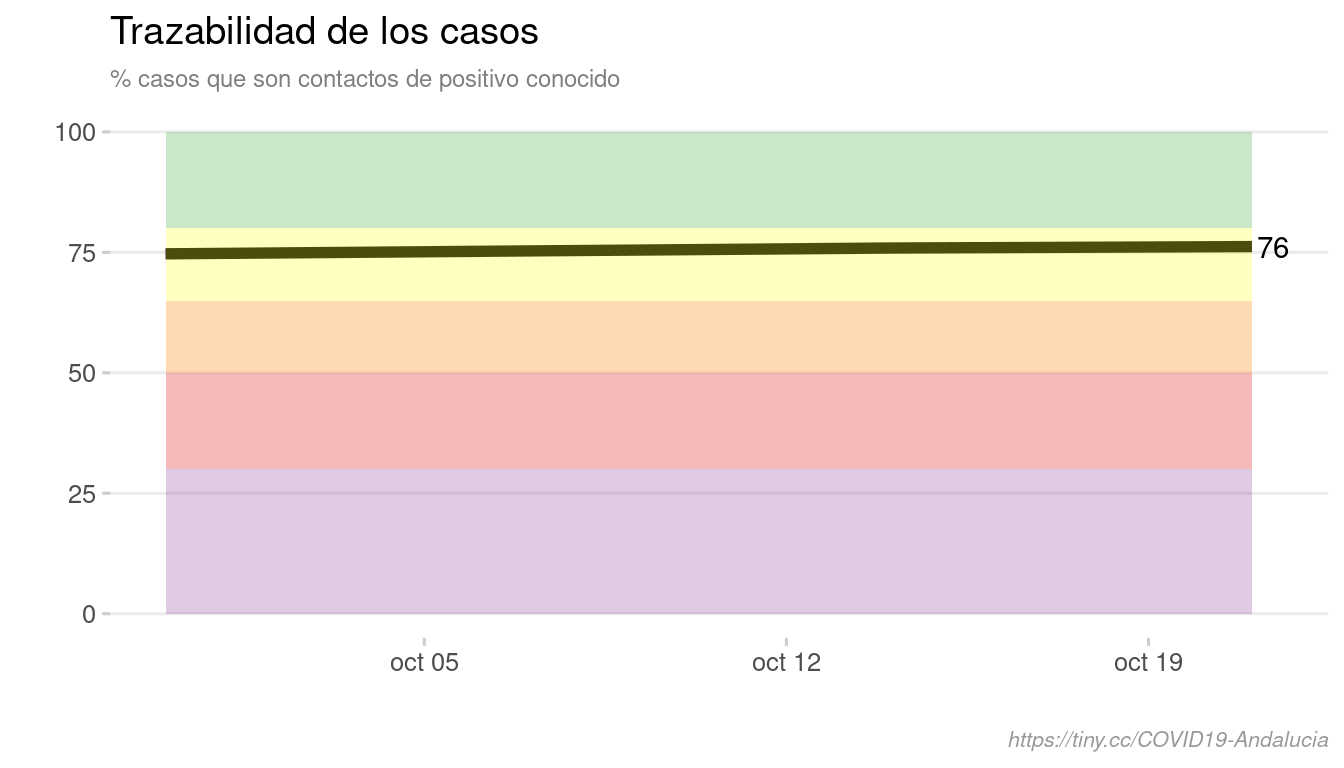 Trazabilidad de los casos
% casos que son contactos de positivo conocido
100
75
76
50
25
0
oct 05
oct 12
oct 19
https://tiny.cc/COVID19-Andalucia